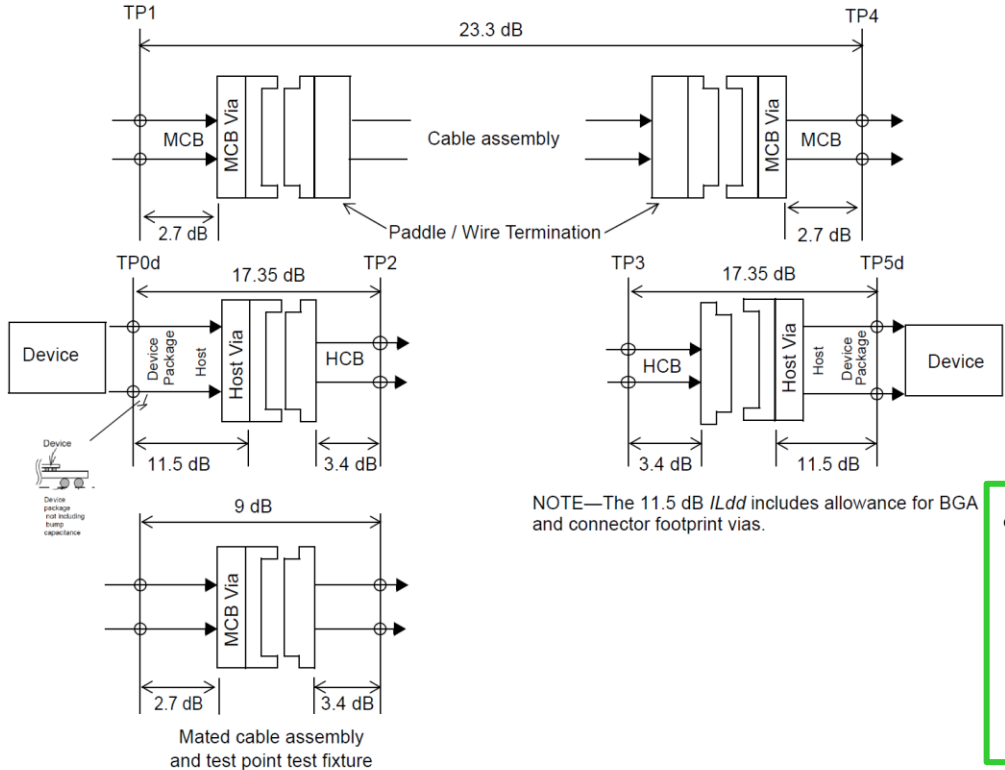 TP1
TP4
23.3 dB
MCB
MCB Via
Cable assembly
MCB Via
MCB
2.7 dB
Paddle / Wire Termination
2.7 dB
TP0d
17.35 dB
TP2
TP3
17.35 dB
TP5d
Device
Device
Package
Host
Host Via
HCB
HCB
Host Via
Host
Device
Package
Device
Device
Device
package
not including
bump
capacitance
11.5 dB
3.4 dB
3.4 dB
11.5 dB
NOTE—The 11.5 dB ILdd includes allowance for BGA
and connector footprint vias.
9 dB
MCB Via
2.7 dB
3.4 dB
Mated cable assembly
and test point test fixture